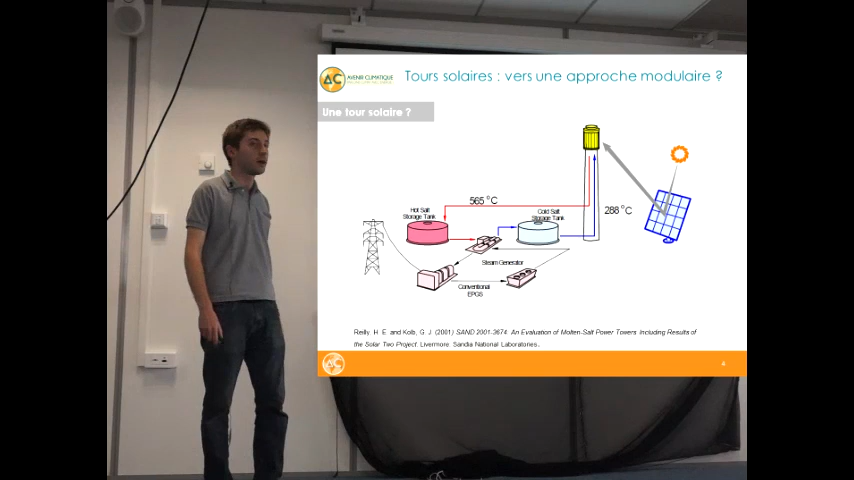 AVENIR CLIMATIQUE
Tours solaires : vers une approche modulaire ?
Une tour solaire ?
565 °C
Hot Salt
Storage Tank
Cold Salt
Storage Tank
288 °C
Steam Generator
Conventional
EPGS
Reilly, H. E. and Kolb, G. J. (2001) SAND 2001-3674 An Evaluation of Molten-Salt Power Towers Including Results of
the Solar Two Project. Livermore. Sandia National Laboratories.
AC
4